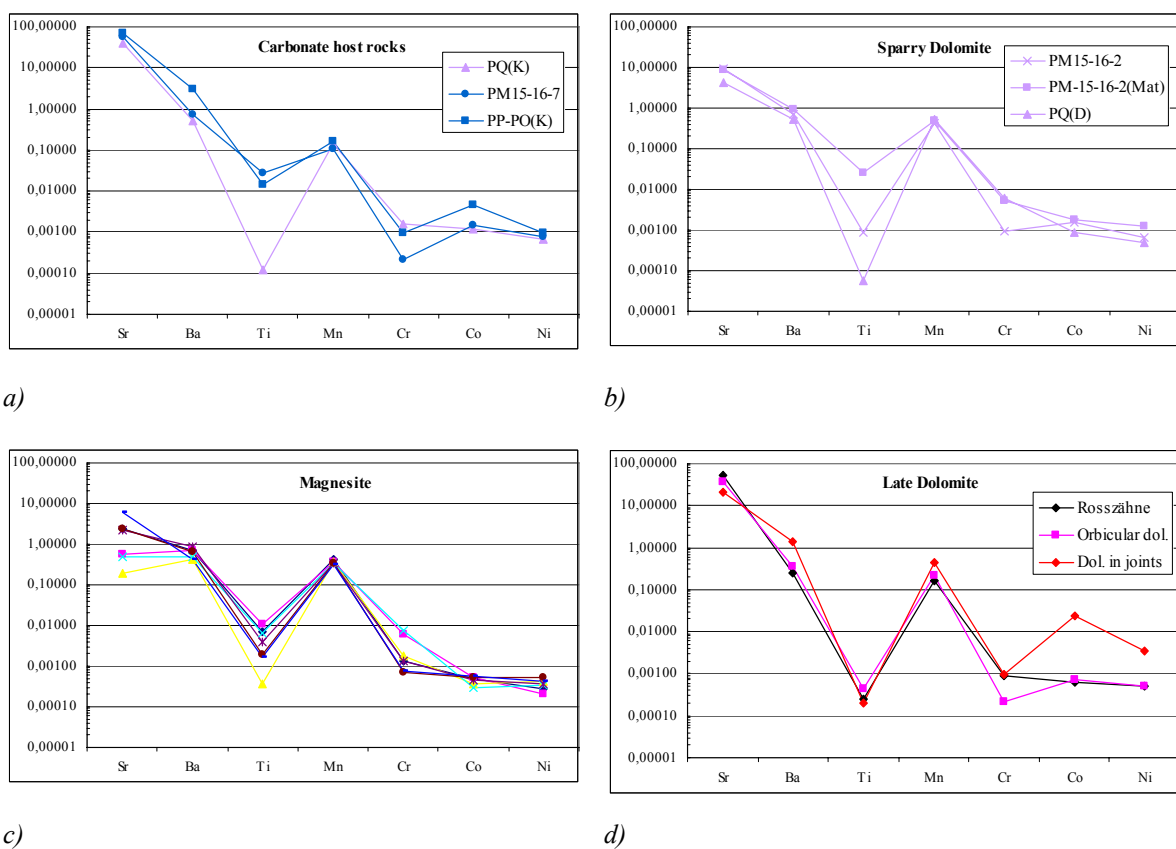 Carbonate host rocks
100,00000
10,00000
1,00000
0,10000
0,01000
0,00100
0,00010
0,00001
PQ(K)
PM15-16-7
PP-PO(K)
Sr Ba Ti Mn Cr Co Ni
a)
Sparry Dolomite
100,00000
10,00000
1,00000
0,10000
0,01000
0,00100
0,00010
0,00001
PM15-16-2
PM-15-16-2(Mat)
PQ(D)
Sr Ba Ti Mn Cr Co Ni
b)
Magnesite
100,00000
10,00000
1,00000
0,10000
0,01000
0,00100
0,00010
0,00001
Sr Ba Ti Mn Cr Co Ni
c)
Late Dolomite
100,00000
10,00000
1,00000
0,10000
0,01000
0,00100
0,00010
0,00001
Rosszähne
Orbicular dol.
Dol. in joints
Sr Ba Ti Mn Cr Co Ni
d)